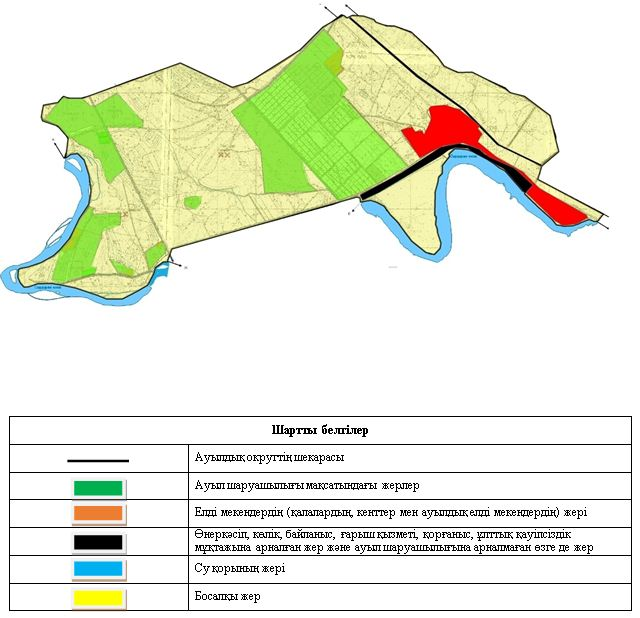 Шартты белгілер
Ауылдық округтің шекарасы
Ауыл шаруашылығы мақсатындағы жерлер
Елді мекендердің (қалалардың, кенттер мен ауылдық елді мекендердің) жері
Өнеркәсіп, көлік, байланыс, ғарыш қызметі, қорғаныс, ұлттық қауіпсіздік
мұқтажына арналған жер және ауыл шаруашылығына арналмаған өзге де жер
Су қорының жері
Босалқы жер